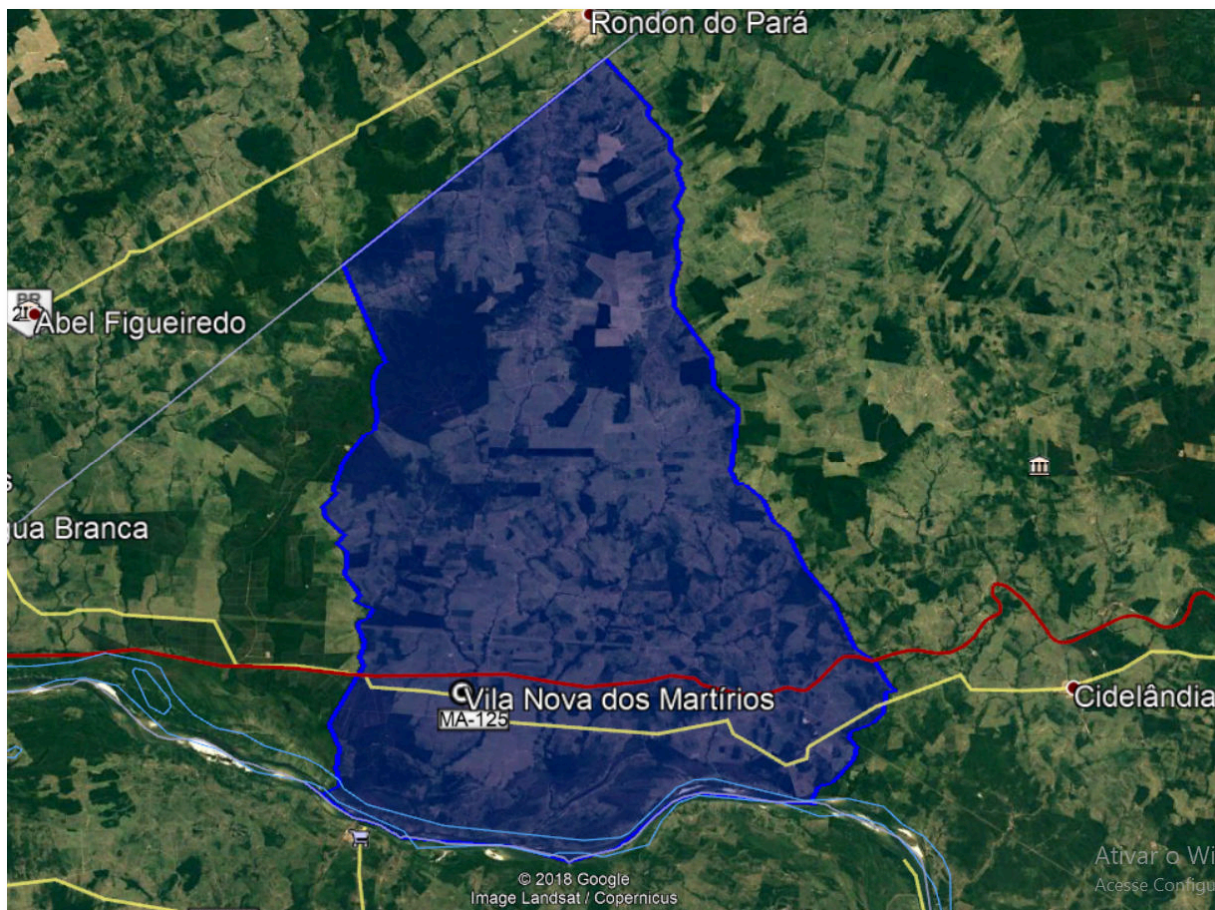 Rondon do Pará
BR
Abel Figueiredo
gua Branca
Vila Nova dos Martírios
MA-125
Cidelândia
© 2018 Google
Image Landsat / Copernicus
Ativar o Wi
Acesse Configu